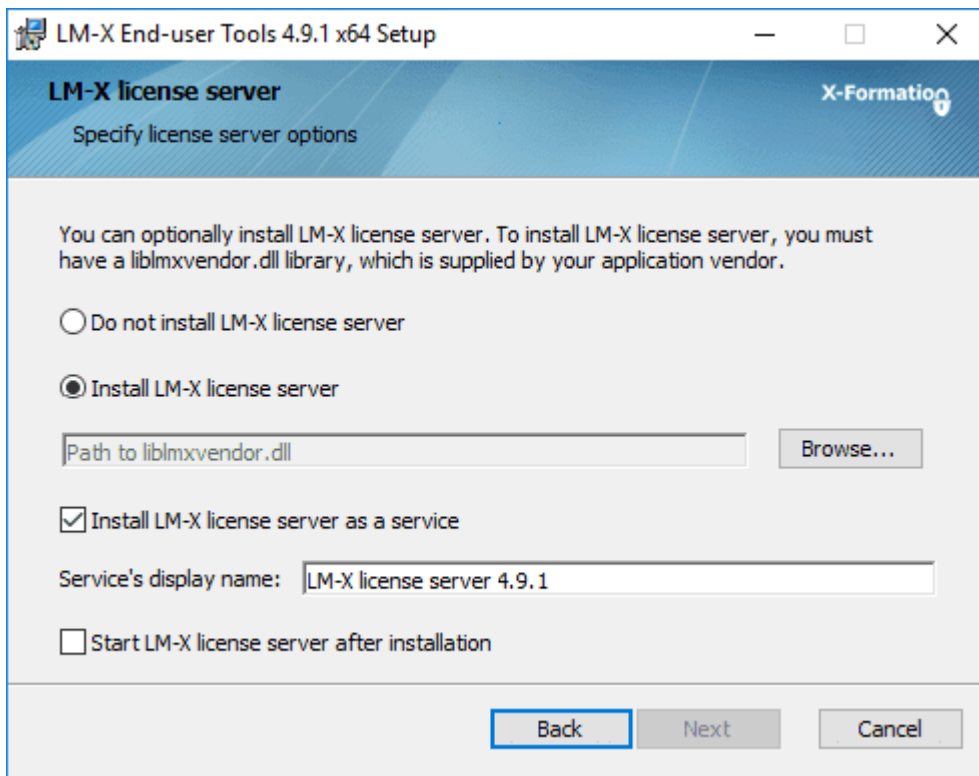 LM-X End-user Tools 4.9.1 x64 Setup
LM-X license server
X-Formation
Specify license server options
You can optionally install LM-X license server. To install LM-X license server, you must
have a liblmxvendor.dll library, which is supplied by your application vendor.
Do not install LM-X license server
Install LM-X license server
Path to liblmxvendor.dll
Browse...
Install LM-X license server as a service
Service's display name: LM-X license server 4.9.1
Start LM-X license server after installation
Back Next Cancel